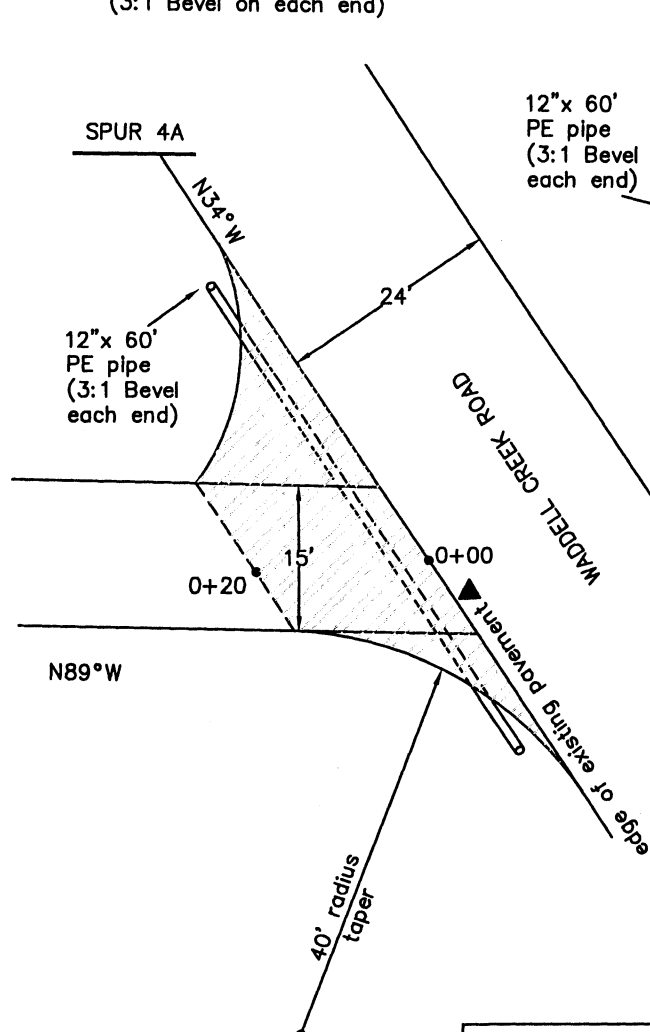 (3:1 Bevel on each end)
12"x 60'
PE pipe
(3:1 Bevel
each end)
SPUR 4A
N34°W
24'
12"x 60'
PE pipe
(3:1 Bevel
each end)
WADDELL CREEK ROAD
15'
0+00
0+20
edge of existing pavement
N89°W
40' radius
taper